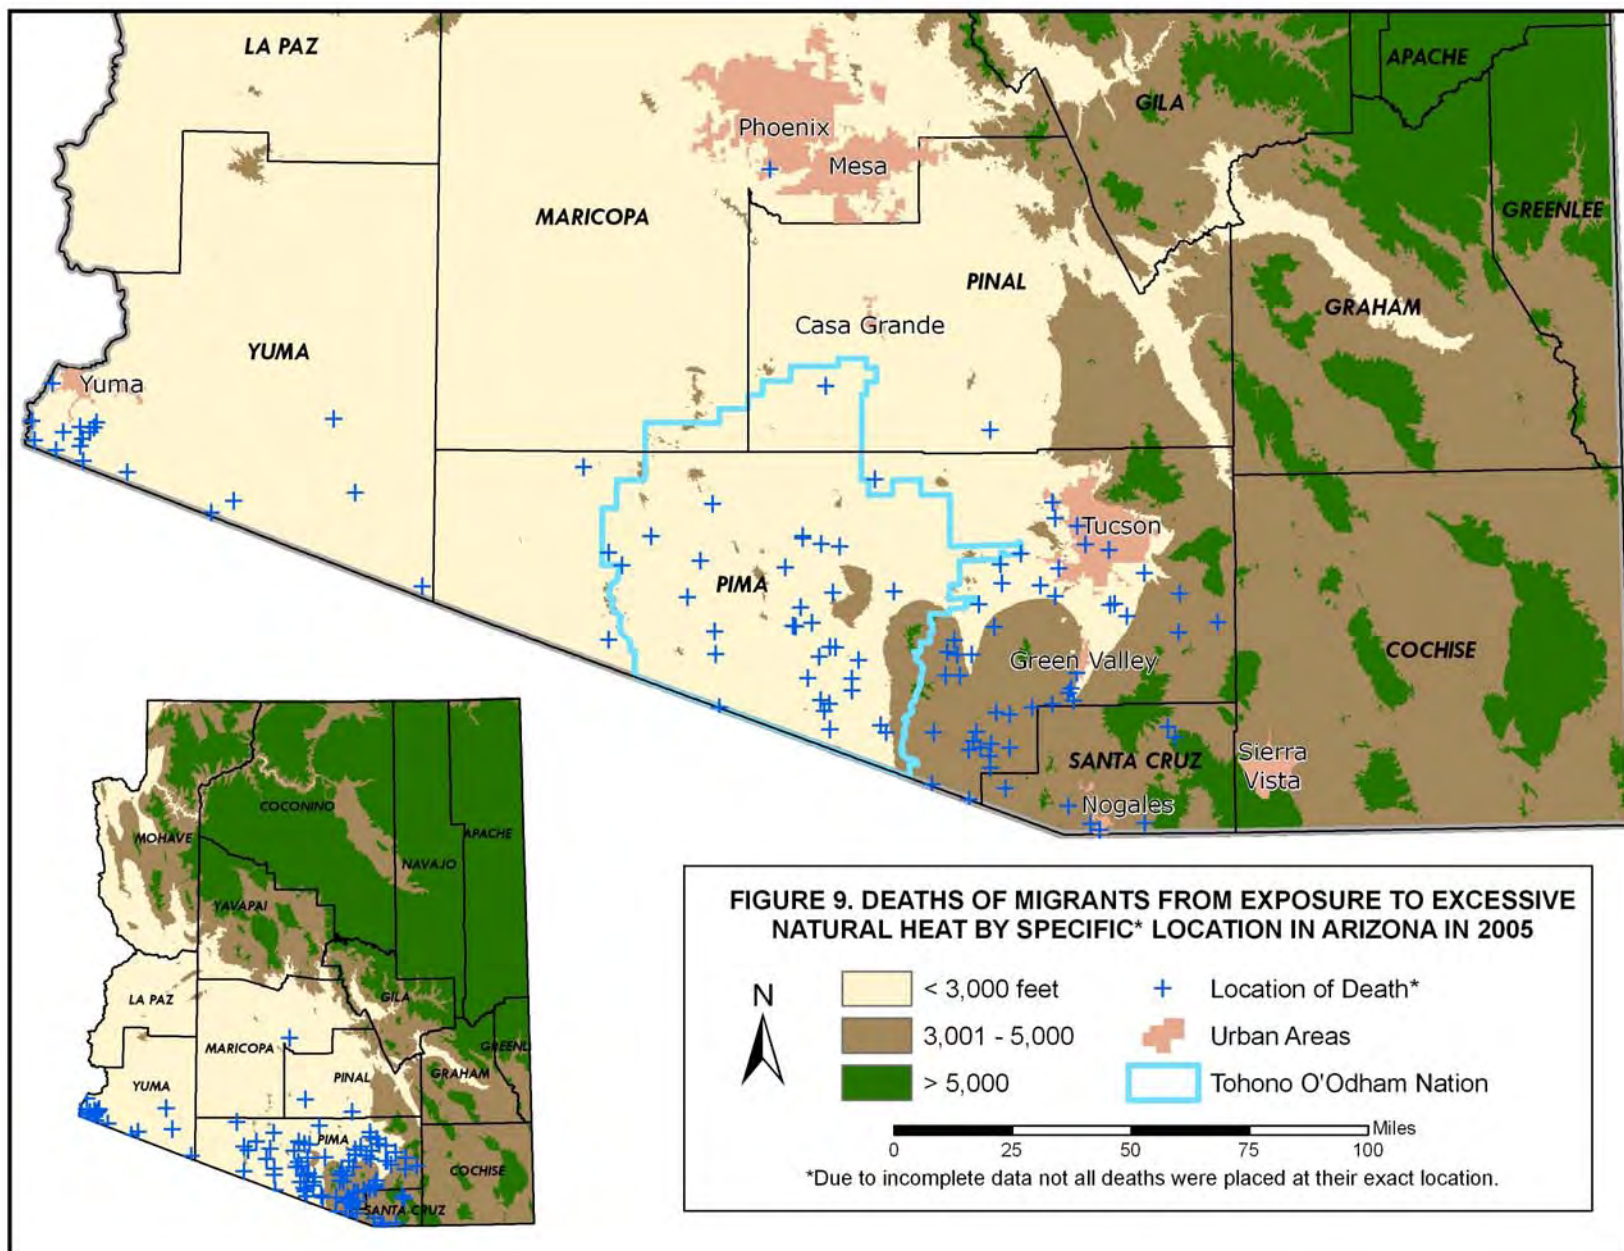 LA PAZ
APACHE
GILA
Phoenix
Mesa
MARICOPA
GREENLEE
PINAL
GRAHAM
Casa Grande
YUMA
Yuma
Tucson
PIMA
COCHISE
Green Valley
SANTA CRUZ
Sierra
Vista
Nogales
COCONINO
MOHAVE
APACHE
NAVAJO
YAVAPAI
LA PAZ
GILA
MARICOPA
GREENL
GRAHAM
PINAL
YUMA
PIMA
COCHISE
SANTA CRUZ
FIGURE 9. DEATHS OF MIGRANTS FROM EXPOSURE TO EXCESSIVE
NATURAL HEAT BY SPECIFIC* LOCATION IN ARIZONA IN 2005
N
< 3,000 feet
3,001 - 5,000
> 5,000
Location of Death*
Urban Areas
Tohono O'Odham Nation
Miles
0 25 50 75 100
*Due to incomplete data not all deaths were placed at their exact location.